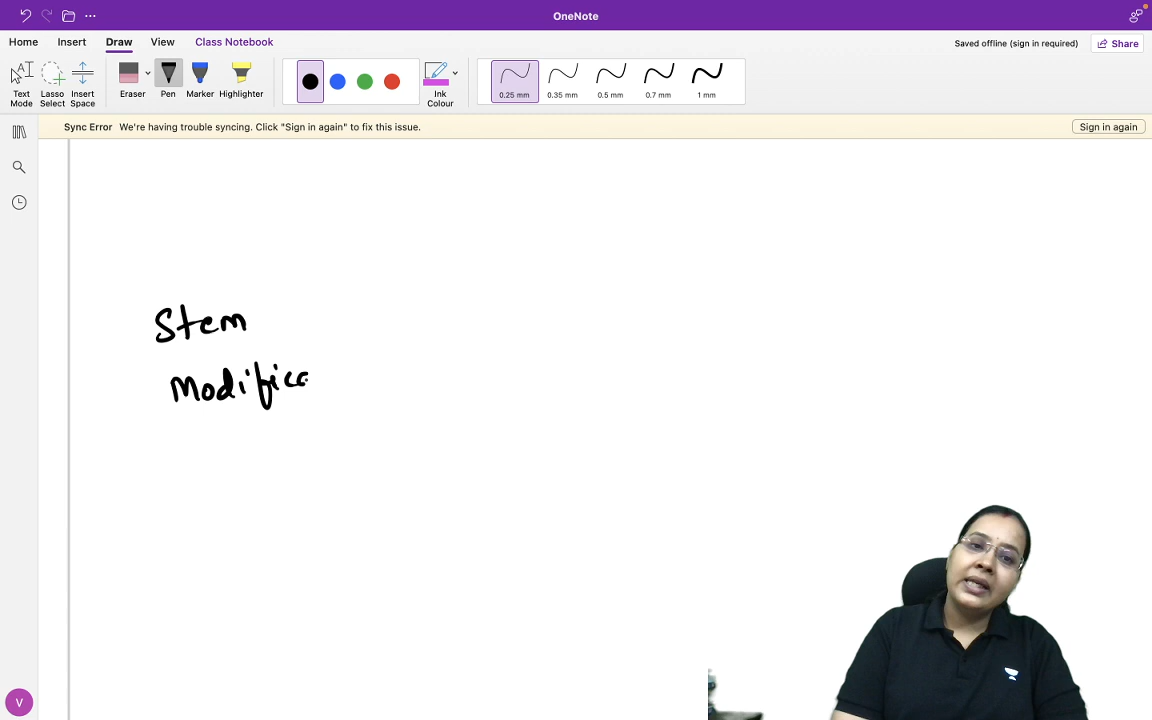 OneNote
Home Insert Draw View Class Notebook
Saved offline (sign in required) Share
Text Mode
Lasso Select
Insert Space
Eraser
Pen
Marker
Highlighter
Ink Colour
0.25 mm 0.35 mm 0.5 mm 0.7 mm 1 mm
Sync Error We're having trouble syncing. Click "Sign in again" to fix this issue. Sign in again
Stem
Modifica
V